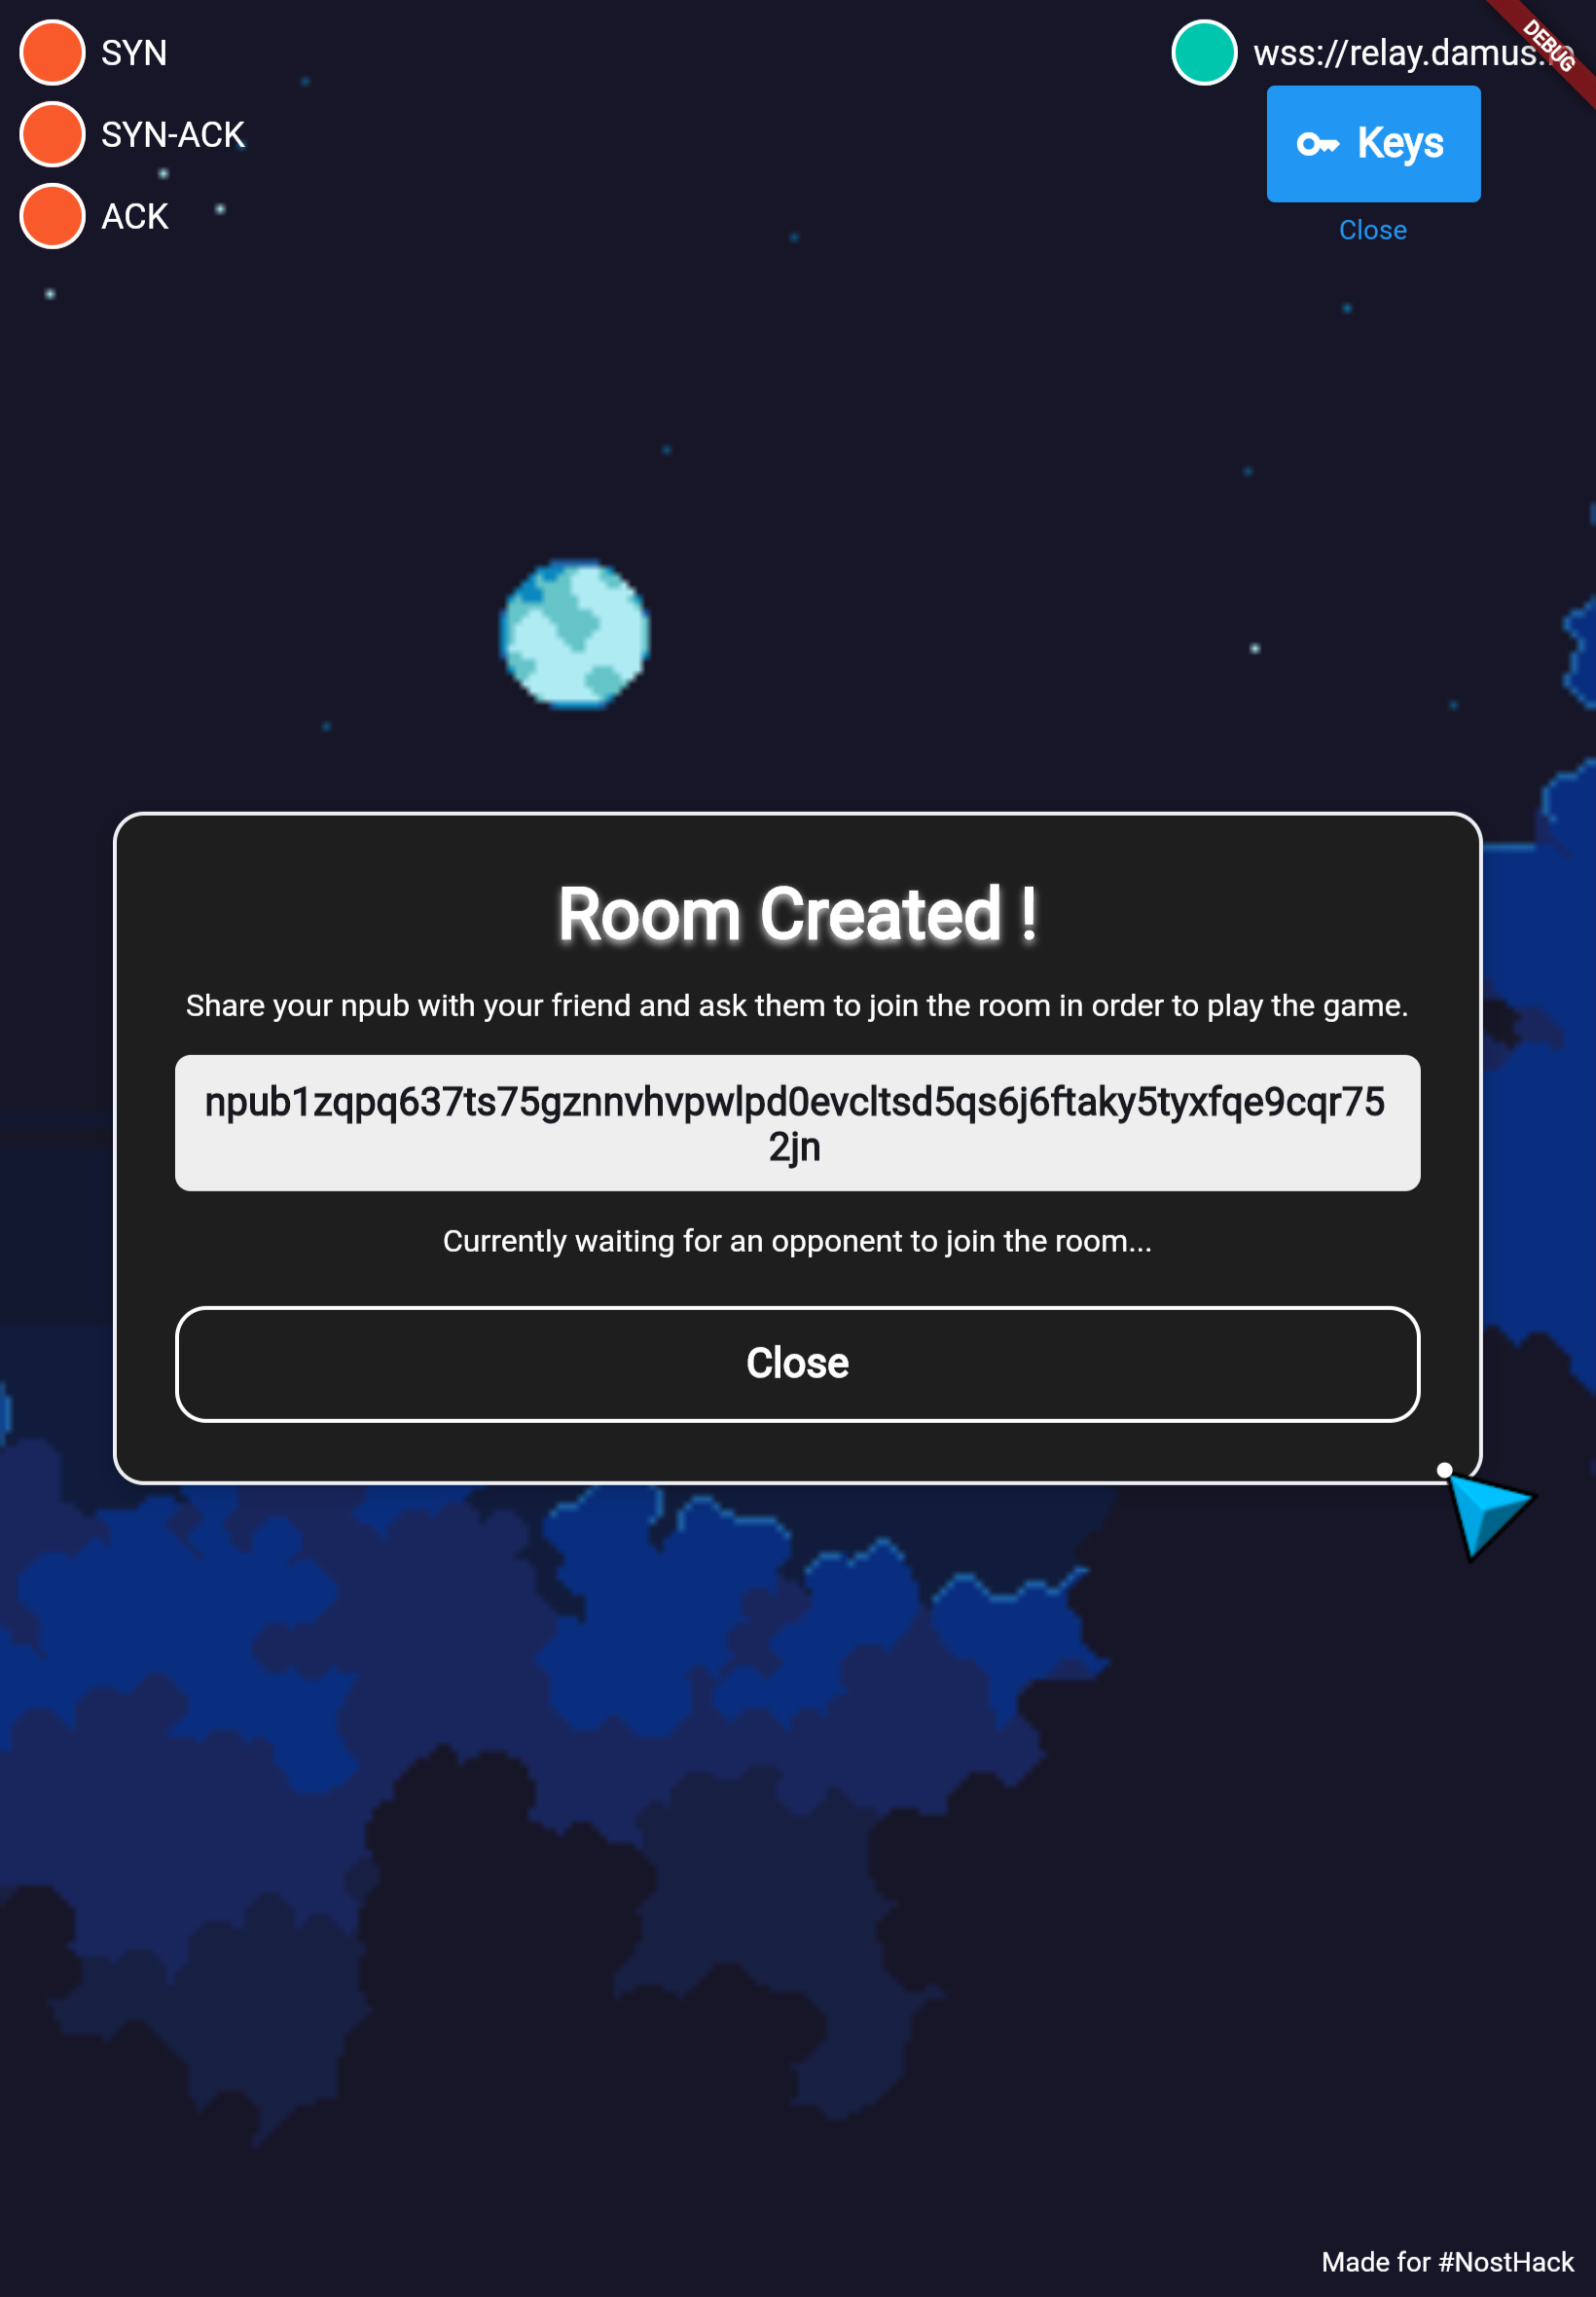 SYN
SYN-ACK
ACK
wss://relay.damus.
DEBUG
Keys
Close
Room Created !
Share your npub with your friend and ask them to join the room in order to play the game.
npub1zqpq637ts75gznnvhvpwlpd0evcltsd5qs6j6ftaky5tyxfqe9cqr75
2jn
Currently waiting for an opponent to join the room...
Close
Made for #NostHack